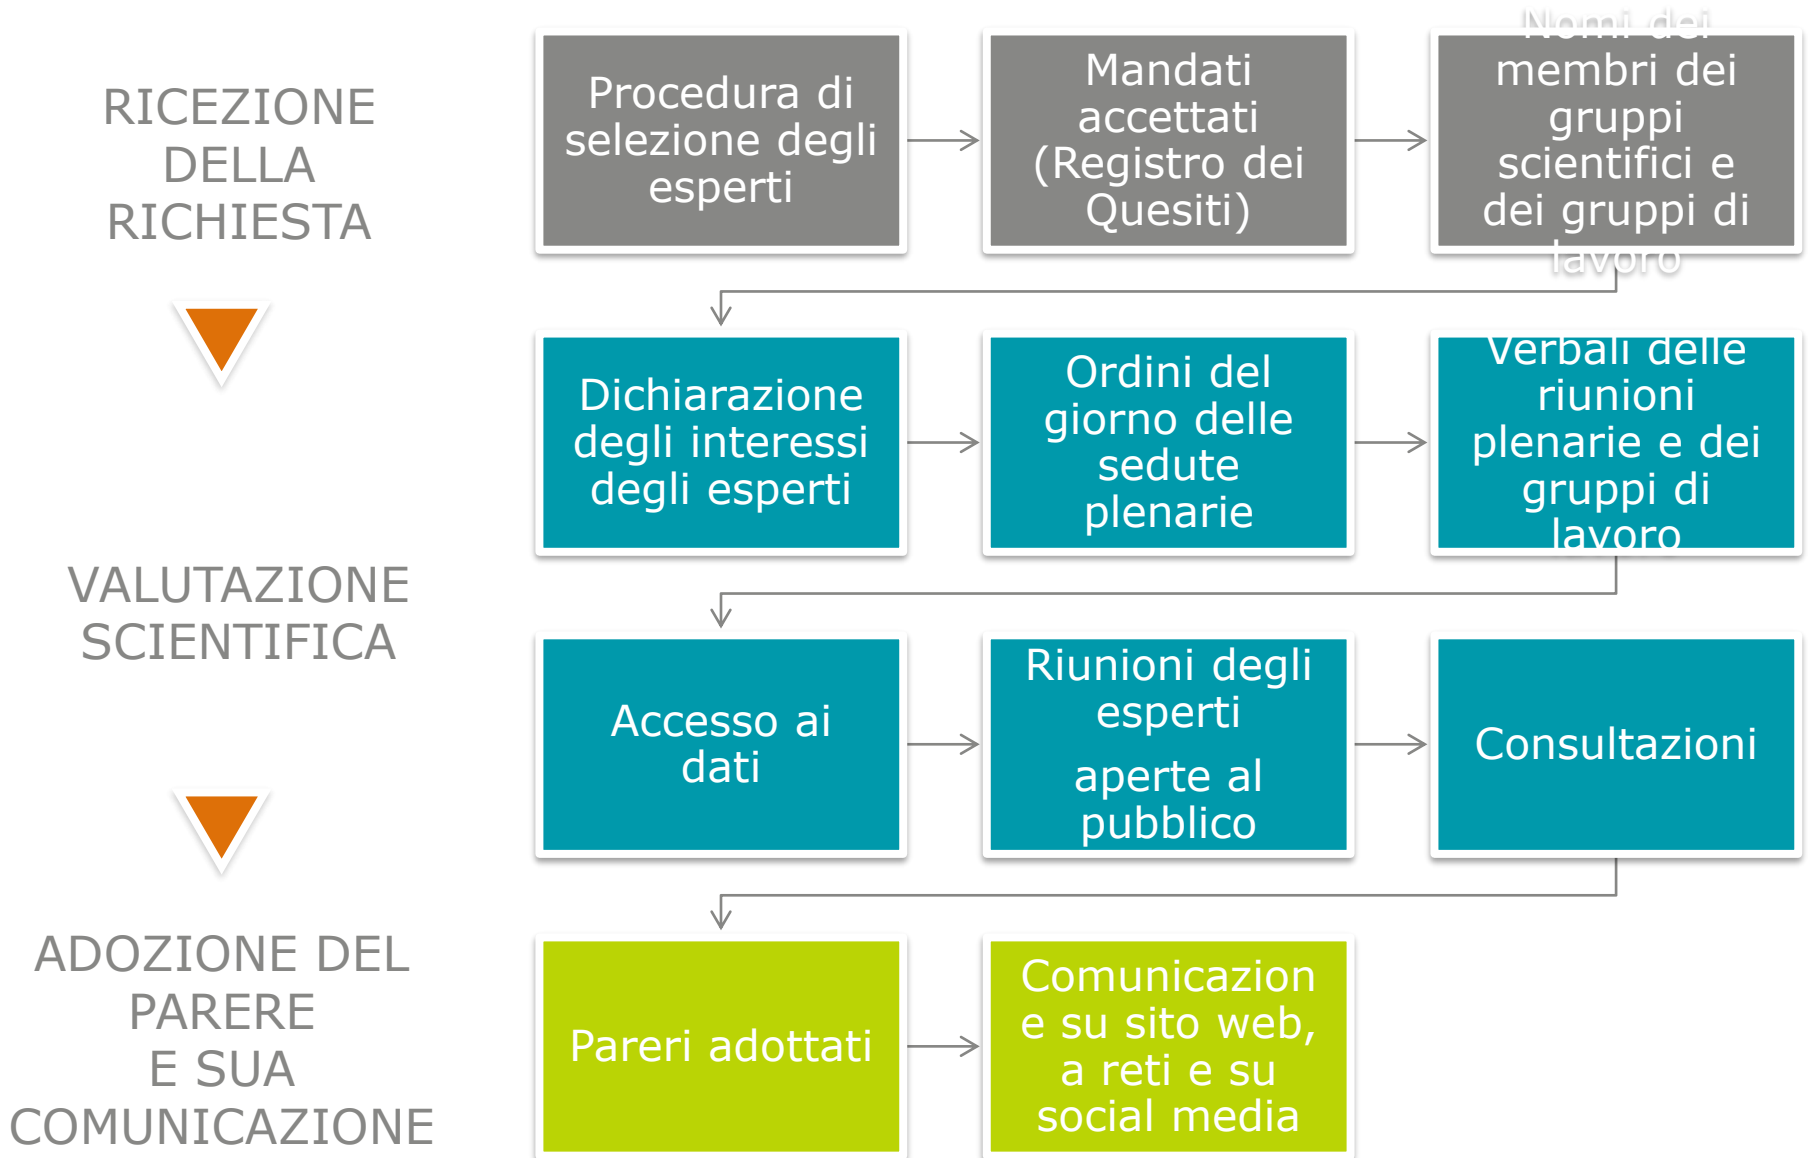 RICEZIONE
DELLA
RICHIESTA
Procedura di
selezione degli
esperti
Mandati
accettati
(Registro dei
Quesiti)
Nomi dei
membri dei
gruppi
scientifici e
dei gruppi di
lavoro
Dichiarazione
degli interessi
degli esperti
Ordini del
giorno delle
sedute
plenarie
Verbali delle
riunioni
plenarie e dei
gruppi di
lavoro
VALUTAZIONE
SCIENTIFICA
Accesso ai
dati
Riunioni degli
esperti
aperte al
pubblico
Consultazioni
ADOZIONE DEL
PARERE
E SUA
COMUNICAZIONE
Pareri adottati
Comunicazion
e su sito web,
a reti e su
social media